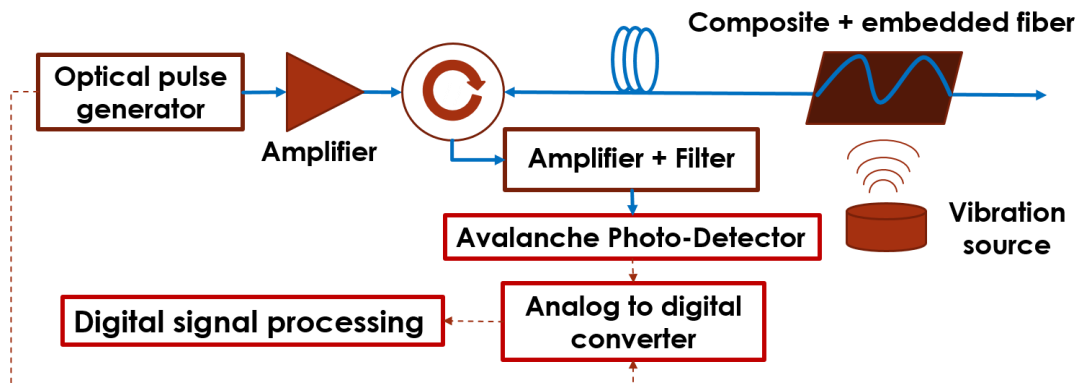 Composite + embedded fiber
Optical pulse
generator
Amplifier
Amplifier + Filter
Vibration
source
Avalanche Photo-Detector
Analog to digital
converter
Digital signal processing